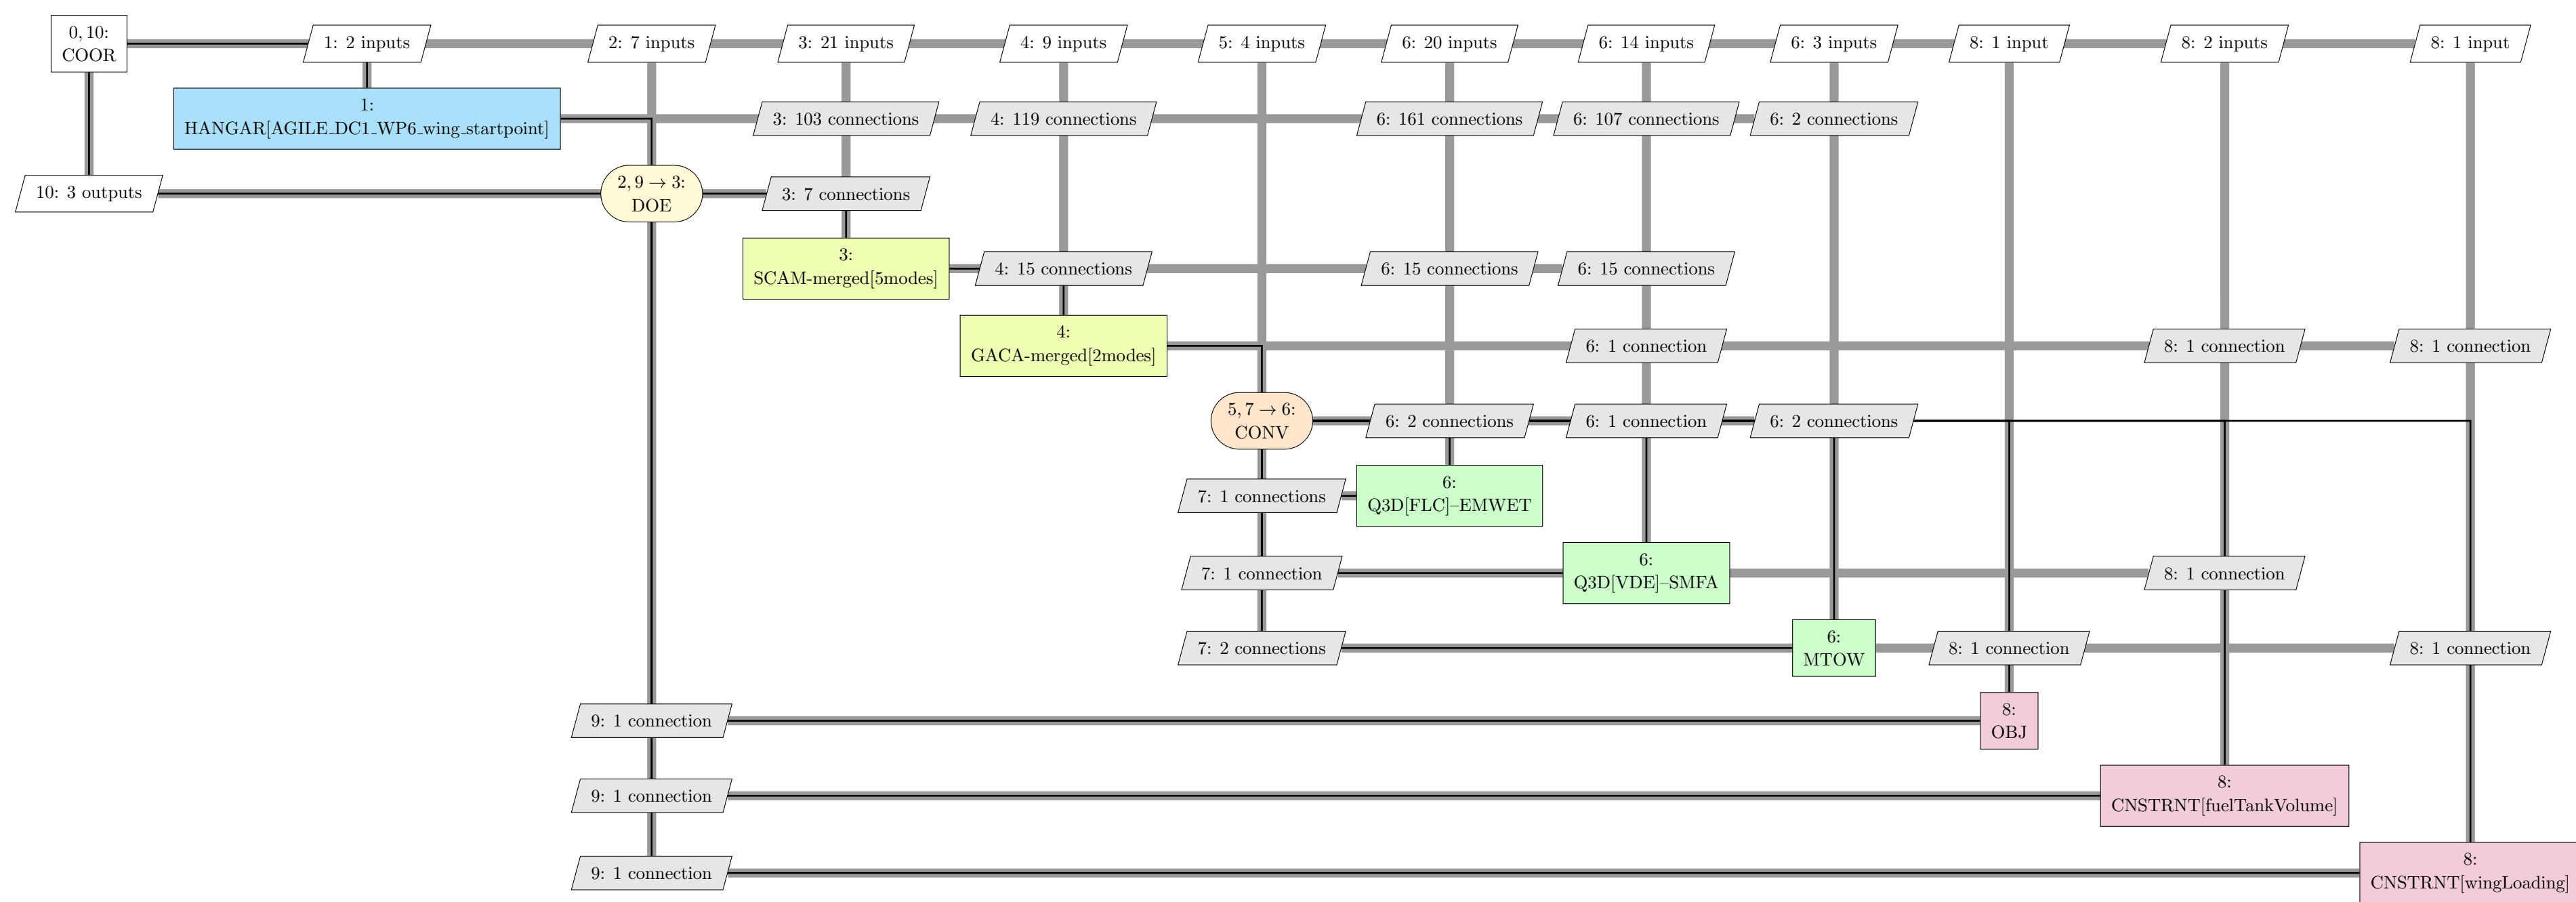 0, 10:
COOR
1: 2 inputs
2: 7 inputs
3: 21 inputs
4: 9 inputs
5: 4 inputs
6: 20 inputs
6: 14 inputs
6: 3 inputs
8: 1 input
8: 2 inputs
8: 1 input
1:
HANGAR[AGILE_DC1_WP6_wing_startpoint]
3: 103 connections
4: 119 connections
6: 161 connections
6: 107 connections
6: 2 connections
10: 3 outputs
2, 9 → 3:
DOE
3: 7 connections
3:
SCAM-merged[5modes]
4: 15 connections
6: 15 connections
6: 15 connections
4:
GACA-merged[2modes]
6: 1 connection
8: 1 connection
8: 1 connection
5, 7 → 6:
CONV
6: 2 connections
6: 1 connection
6: 2 connections
7: 1 connections
6:
Q3D[FLC]–EMWET
7: 1 connection
6:
Q3D[VDE]–SMFA
8: 1 connection
7: 2 connections
6:
MTOW
8: 1 connection
8: 1 connection
9: 1 connection
8:
OBJ
9: 1 connection
8:
CNSTRNT[fuelTankVolume]
9: 1 connection
8:
CNSTRNT[wingLoading]